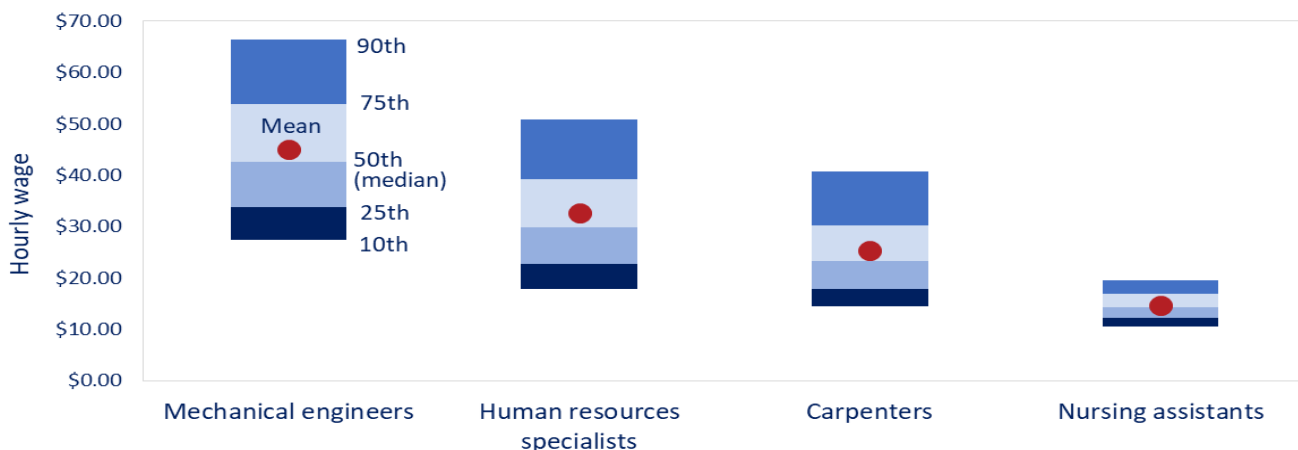 $70.00
$60.00
$50.00
$40.00
$30.00
$20.00
$10.00
$0.00
Hourly wage
90th
75th
Mean
50th
(median)
25th
10th
Mechanical engineers
Human resources
specialists
Carpenters
Nursing assistants